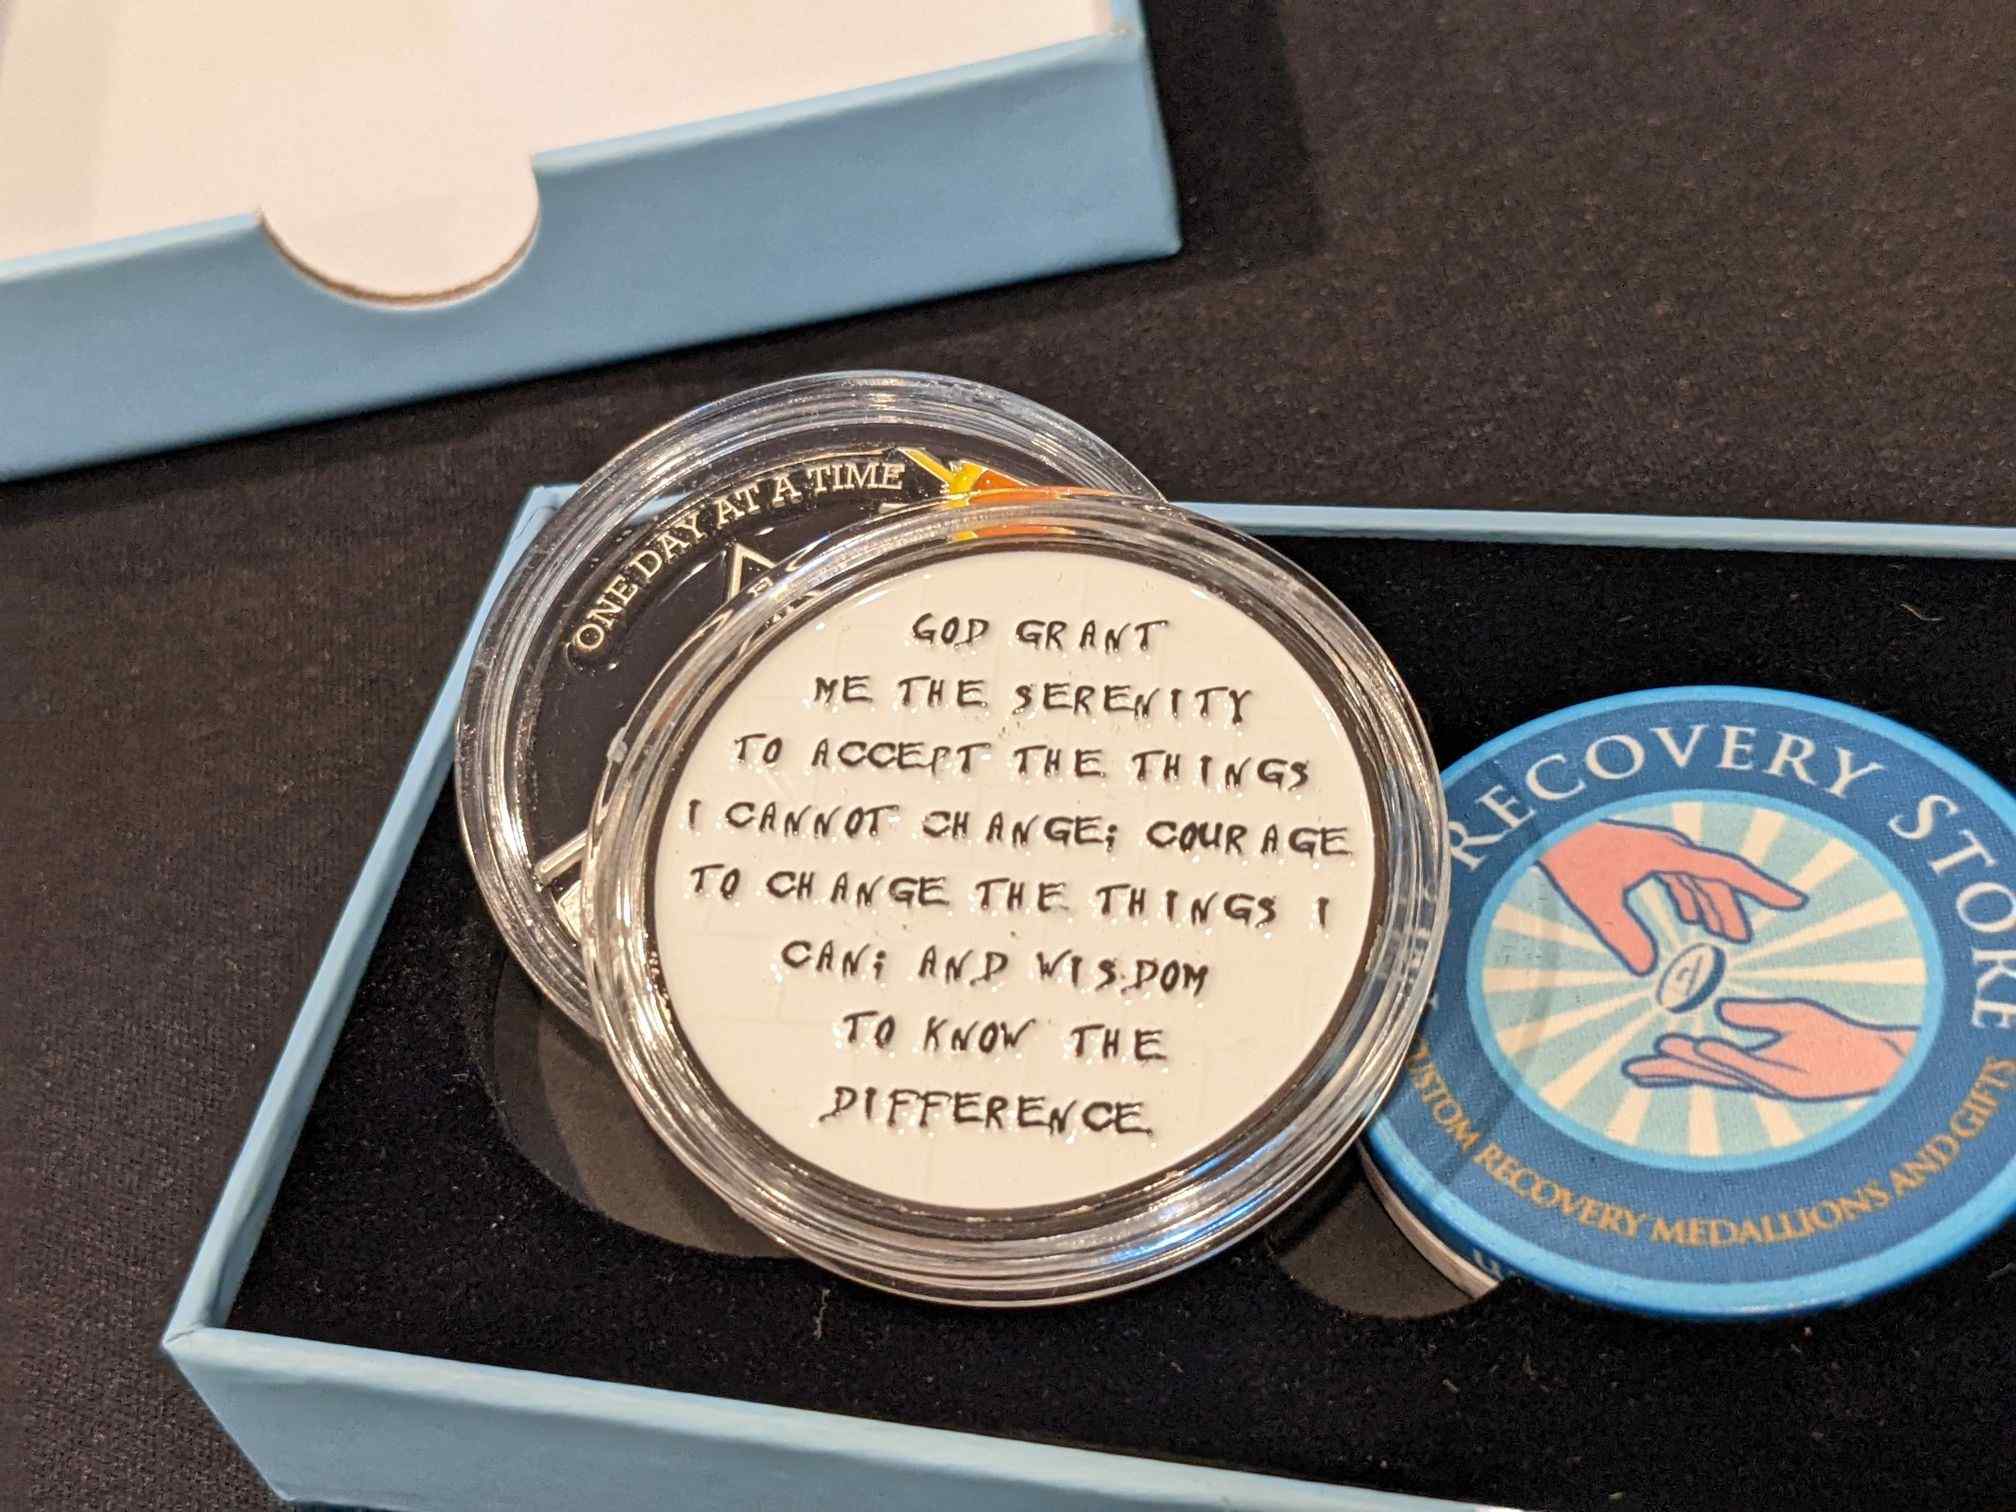 ONE DAY AT A TIME
GOD GRANT
ME THE SERENITY
TO ACCEPT THE THINGS
I CANNOT CHANGE; COURAGE
TO CHANGE THE THINGS I
CAN; AND WISDOM
TO KNOW THE
DIFFERENCE
RECOVERY STORE
RECOVERY MEDALLIONS AND GIFTS